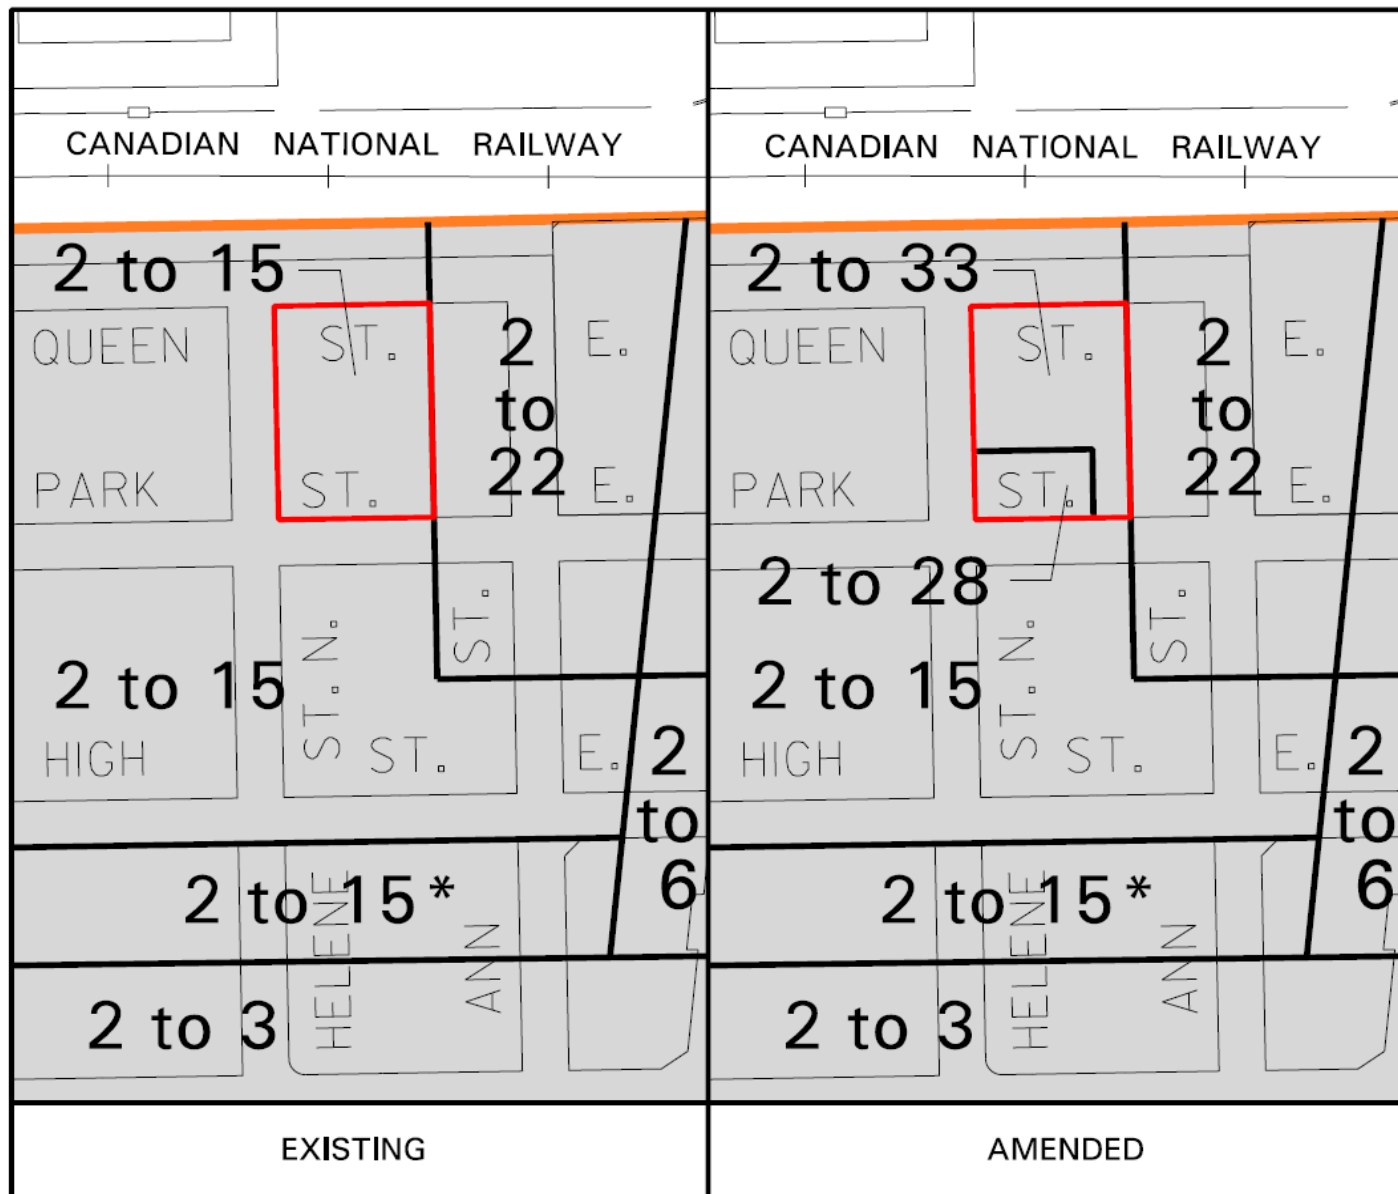 CANADIAN NATIONAL RAILWAY
2 to 15
QUEEN ST. E.
2
to
22
PARK ST. E.
ST.
ST. N.
2 to 15
HIGH ST. E.
2
to
6
2 to 15*
HELENE
ANN
2 to 3
EXISTING
CANADIAN NATIONAL RAILWAY
2 to 33
QUEEN ST. E.
2
to
22
PARK ST. E.
2 to 28
ST.
ST. N.
2 to 15
HIGH ST. E.
2
to
6
2 to 15*
HELENE
ANN
2 to 3
AMENDED